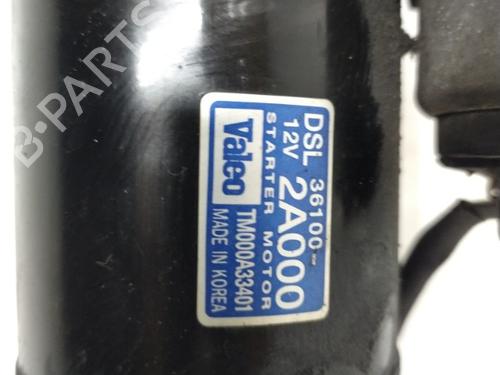 DSL 36100-
12V 2A000
STARTER MOTOR
Valeo TM000A33401
MADE IN KOREA
B-PARTS